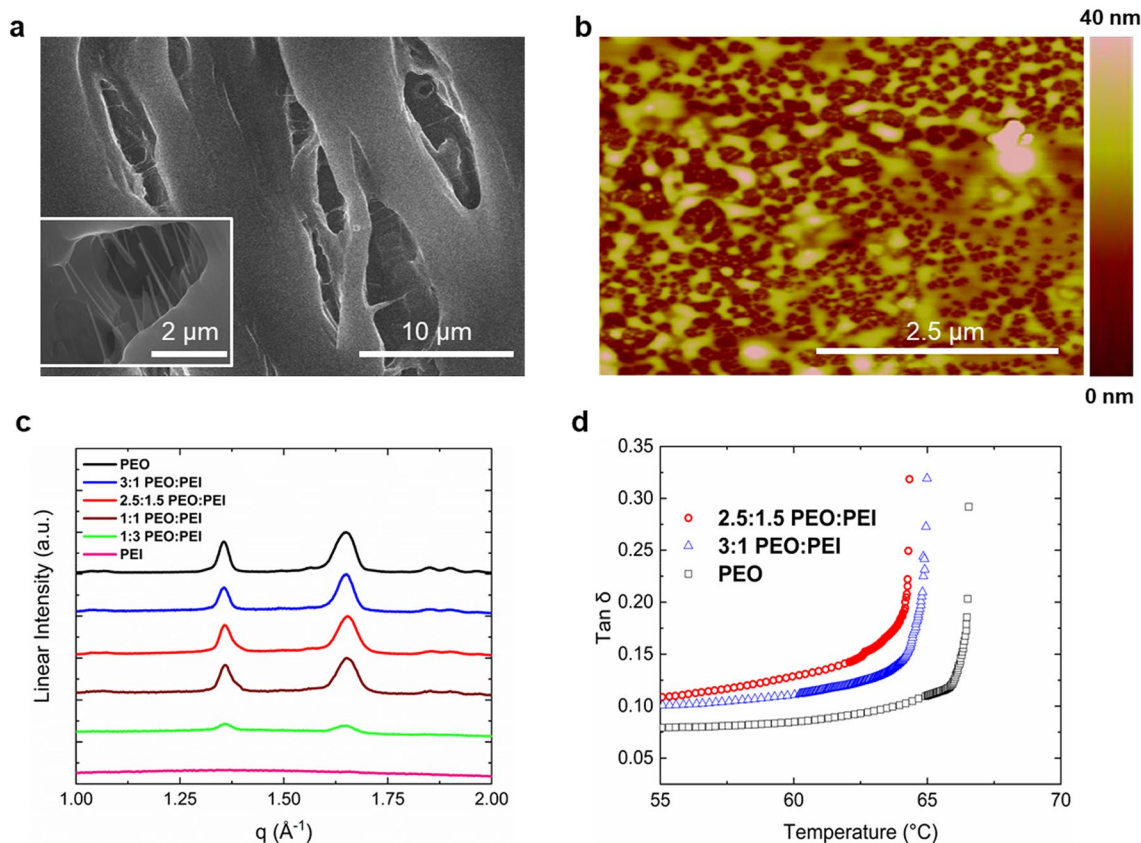 a
b
40 nm
2 µm
10 µm
2.5 µm
0 nm
c
d
PEO
3:1 PEO:PEI
2.5:1.5 PEO:PEI
1:1 PEO:PEI
1:3 PEO:PEI
PEI
Linear Intensity (a.u.)
1.00 1.25 1.50 1.75 2.00
q (Å⁻¹)
0.35
0.30
0.25
0.20
0.15
0.10
0.05
Tan δ
2.5:1.5 PEO:PEI
3:1 PEO:PEI
PEO
55 60 65 70
Temperature (°C)